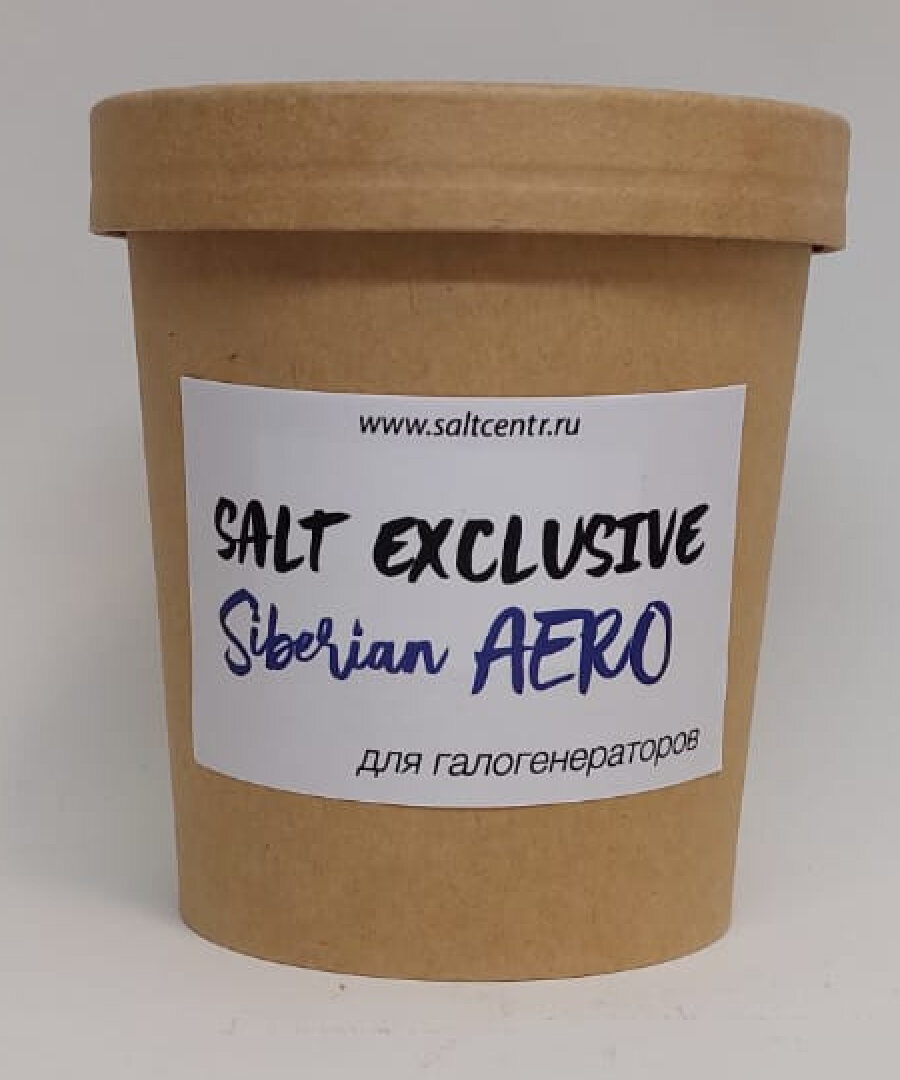 www.saltcentr.ru
SALT EXCLUSIVE
Siberian AERO
для галогенераторов